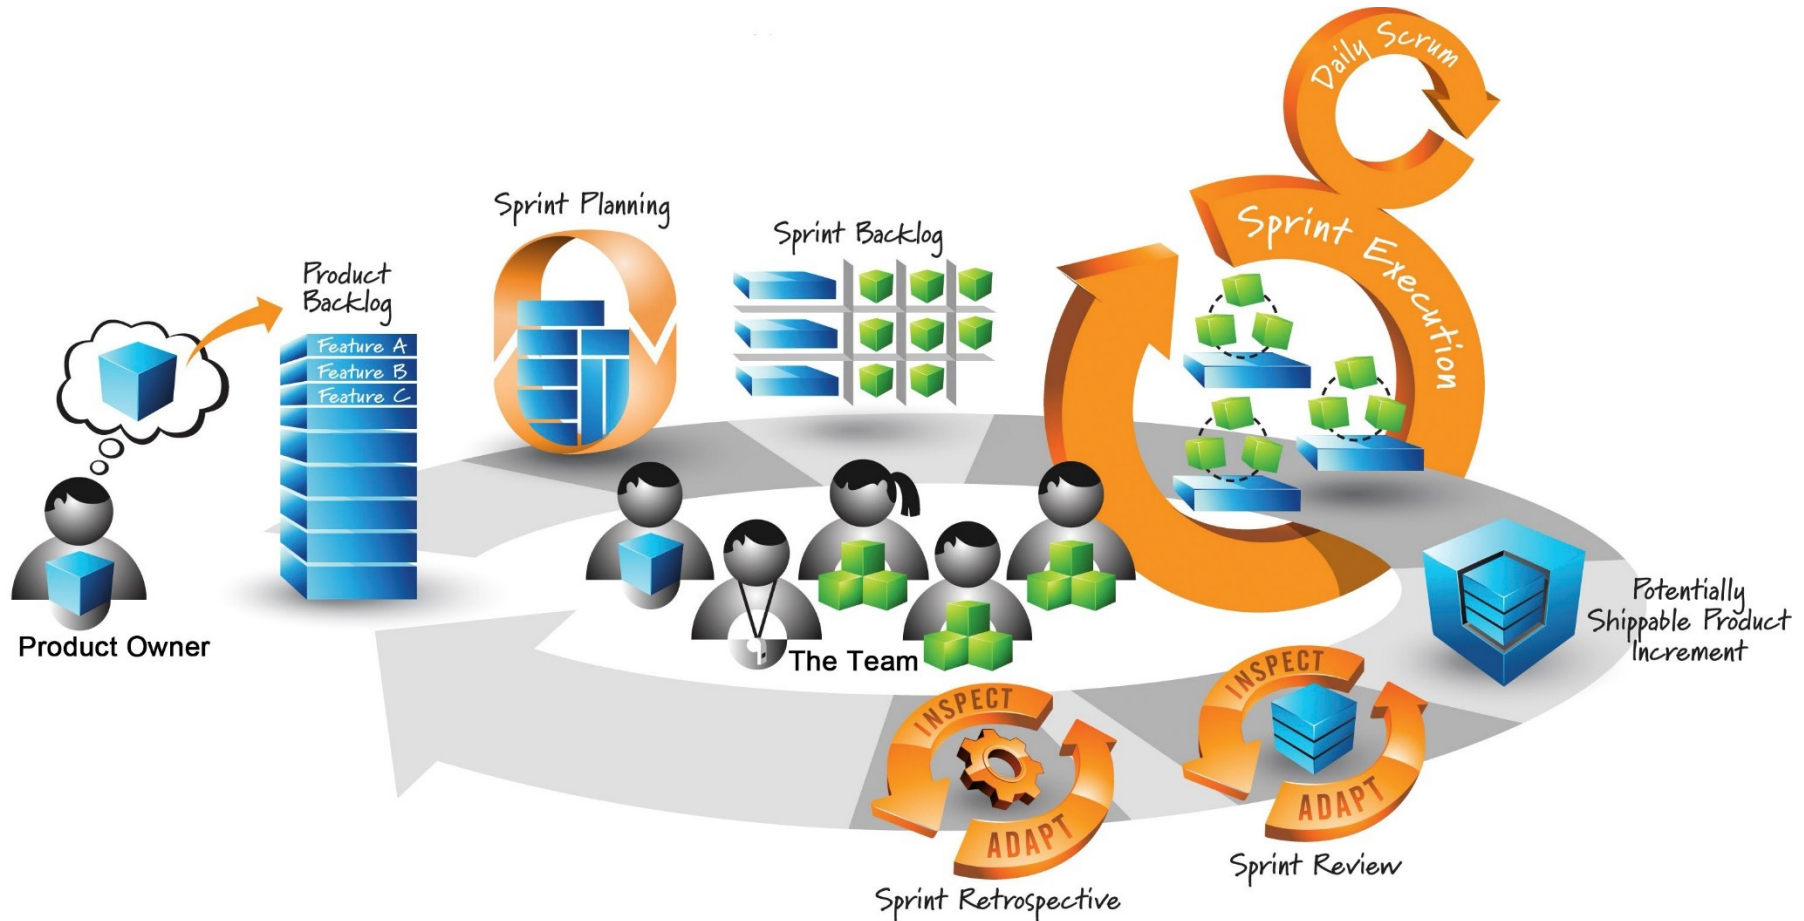 Daily Scrum
Sprint Execution
Sprint Planning
Sprint Backlog
Product
Backlog
Feature A
Feature B
Feature C
Product Owner
The Team
Potentially
Shippable Product
Increment
INSPECT
ADAPT
Sprint Review
INSPECT
ADAPT
Sprint Retrospective